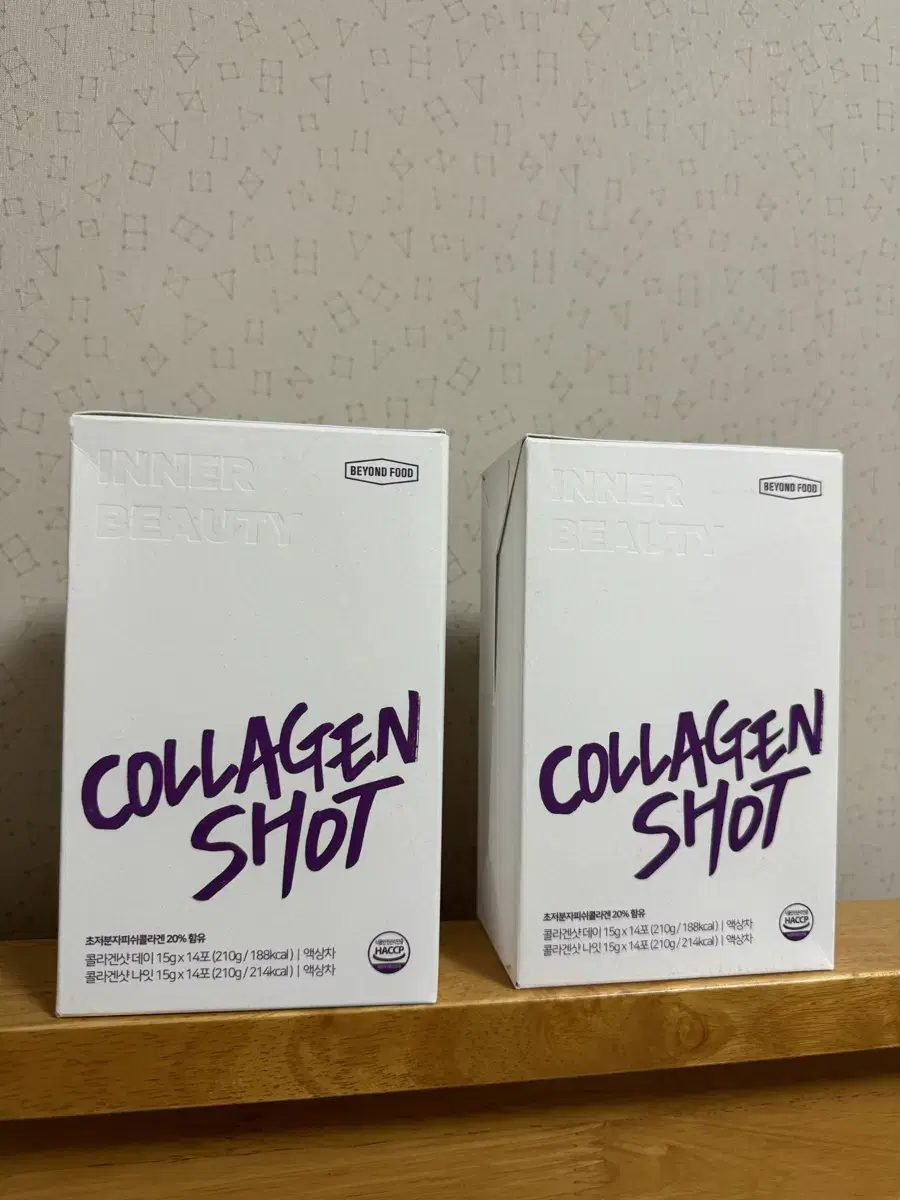 INNER
BEAUTY
BEYOND FOOD
COLLAGEN
SHOT
초저분자피쉬콜라겐 20% 함유
콜라겐샷 데이 15g x 14포 (210g / 188kcal) | 액상차
콜라겐샷 나잇 15g x 14포 (210g / 214kcal) | 액상차
HACCP
INNER
BEAUTY
BEYOND FOOD
COLLAGEN
SHOT
초저분자피쉬콜라겐 20% 함유
콜라겐샷 데이 15g x 14포 (210g / 188kcal) | 액상차
콜라겐샷 나잇 15g x 14포 (210g / 214kcal) | 액상차
HACCP